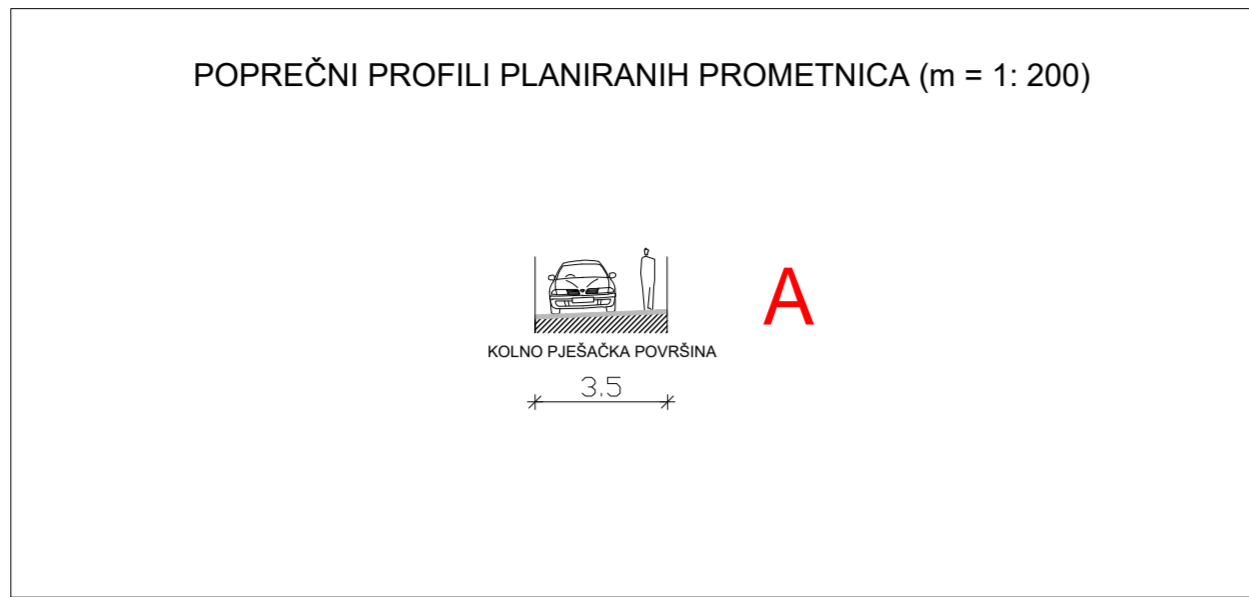 POPREČNI PROFILI PLANIRANIH PROMETNICA (m = 1: 200)
A
KOLNO PJEŠAČKA POVRŠINA
3.5